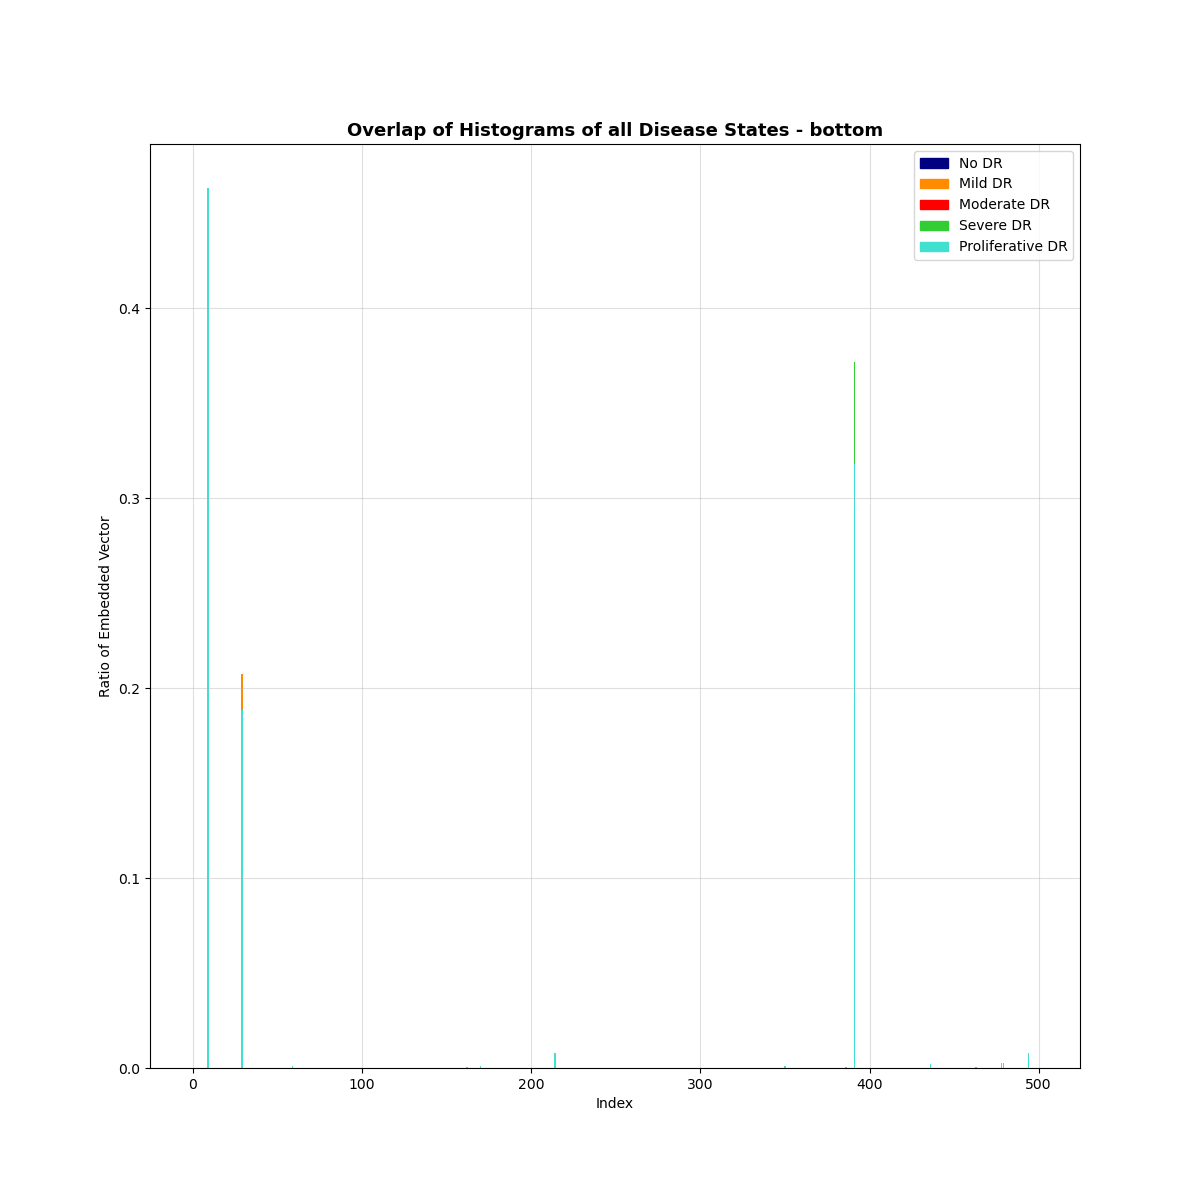 Overlap of Histograms of all Disease States - bottom
No DR
Mild DR
Moderate DR
Severe DR
Proliferative DR
Ratio of Embedded Vector
0.4
0.3
0.2
0.1
0.0
0 100 200 300 400 500
Index